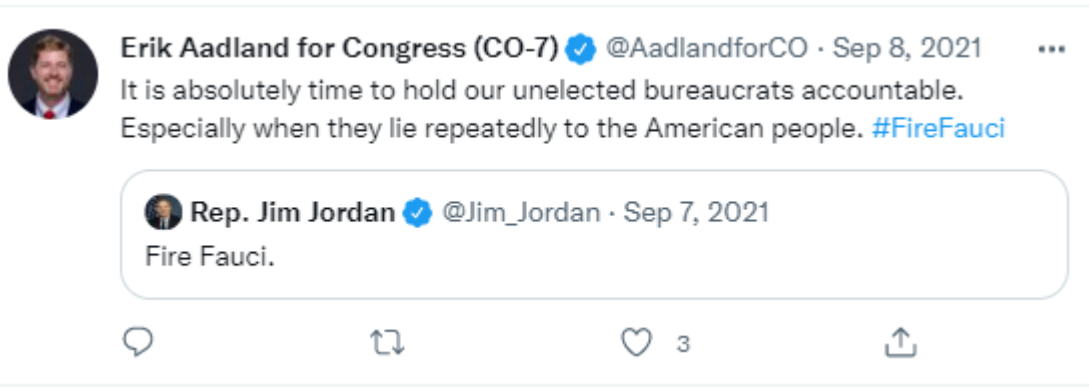 Erik Aadland for Congress (CO-7) @AadlandforCO · Sep 8, 2021
It is absolutely time to hold our unelected bureaucrats accountable.
Especially when they lie repeatedly to the American people. #FireFauci
Rep. Jim Jordan @Jim_Jordan · Sep 7, 2021
Fire Fauci.
3